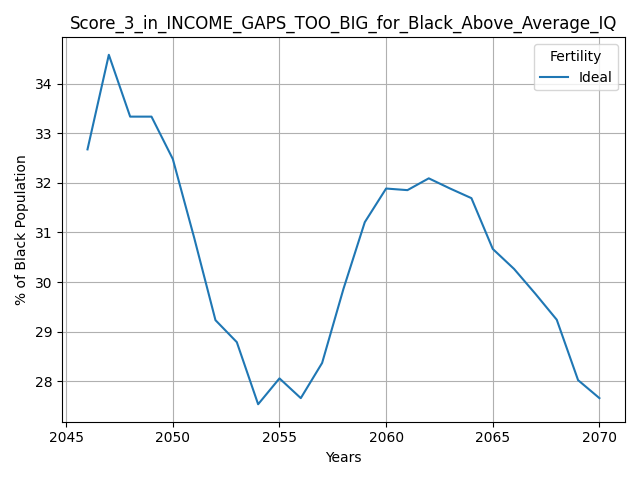 Score_3_in_INCOME_GAPS_TOO_BIG_for_Black_Above_Average_IQ
Fertility
Ideal
% of Black Population
34
33
32
31
30
29
28
2045 2050 2055 2060 2065 2070
Years